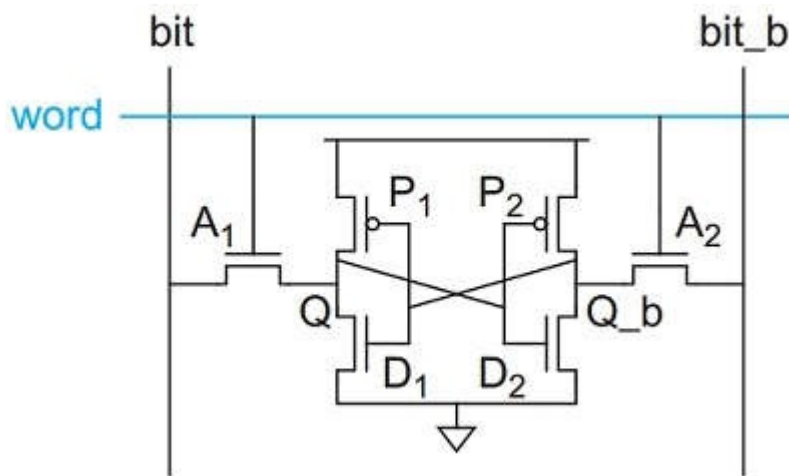 bit bit_b
word
P1 P2
A1 A2
Q Q_b
D1 D2